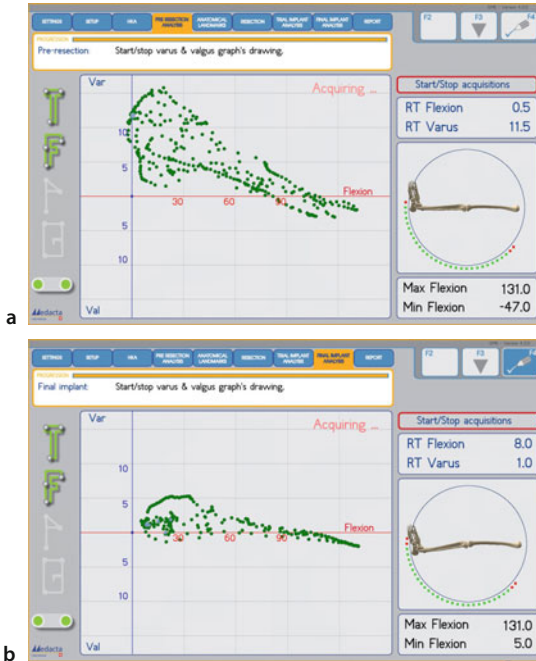 SETTINGS SETUP HKA PRE RESECTION ANALYSIS ANATOMICAL LANDMARKS RESECTION TRIAL IMPLANT ANALYSIS FINAL IMPLANT ANALYSIS REPORT
F2 F3 F4
Pre-resection: Start/stop varus & valgus graph's drawing.
Var
Acquiring ...
10
5
Flexion
30 60 90
5
10
Val
Medacta
Start/Stop acquisitions
RT Flexion 0.5
RT Varus 11.5
Max Flexion 131.0
Min Flexion -47.0
a
SETTINGS SETUP HKA PRE RESECTION ANALYSIS ANATOMICAL LANDMARKS RESECTION TRIAL IMPLANT ANALYSIS FINAL IMPLANT ANALYSIS REPORT
F2 F3 F4
Final implant: Start/stop varus & valgus graph's drawing.
Var
Acquiring ...
10
5
Flexion
30 60 90
5
10
Val
Medacta
Start/Stop acquisitions
RT Flexion 8.0
RT Varus 1.0
Max Flexion 131.0
Min Flexion 5.0
b